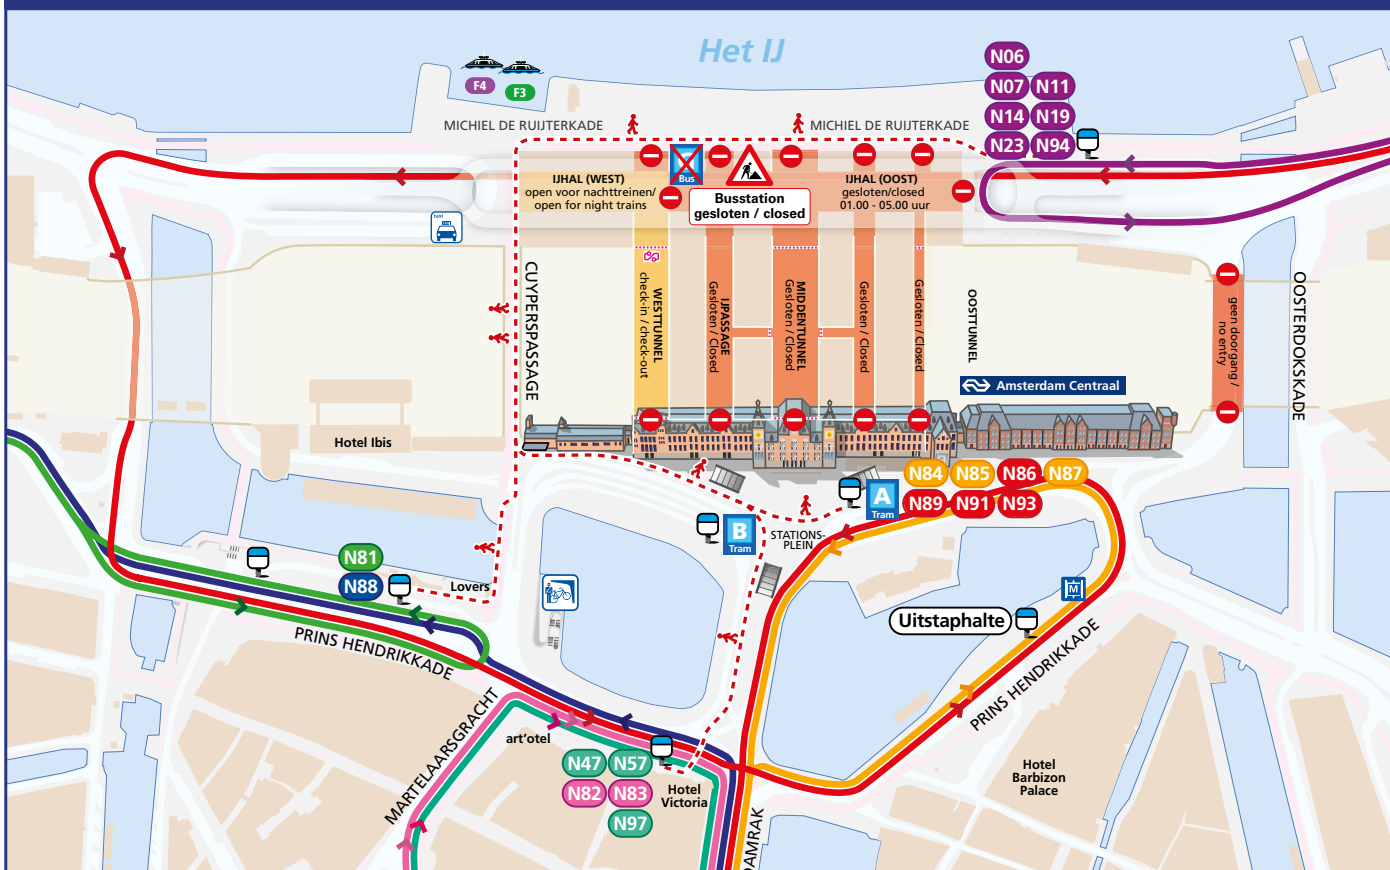 Het IJ
F4
F3
MICHIEL DE RUIJTERKADE
MICHIEL DE RUIJTERKADE
N06
N07 N11
N14 N19
N23 N94
taxi
IJHAL (WEST)
open voor nachttreinen/
open for night trains
Bus
Busstation
gesloten / closed
IJHAL (OOST)
gesloten/closed
01.00 - 05.00 uur
CUYPERSPASSAGE
WESTTUNNEL
check-in / check-out
IJPASSAGE
Gesloten / Closed
MIDDENTUNNEL
Gesloten / Closed
Gesloten / Closed
Gesloten / Closed
OOSTTUNNEL
geen doorgang /
no entry
OOSTERDOKSKADE
Amsterdam Centraal
Hotel Ibis
N84 N85 N86 N87
N89 N91 N93
A
Tram
B
Tram
STATIONS-
PLEIN
N81
N88
Lovers
M
Uitstaphalte
PRINS HENDRIKKADE
PRINS HENDRIKKADE
MARTELAARSGRACHT
art'otel
N47 N57
N82 N83
N97
Hotel
Victoria
Hotel
Barbizon
Palace
DAMRAK